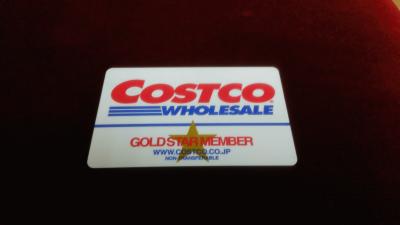 COSTCO
WHOLESALE
GOLD STAR MEMBER
WWW.COSTCO.CO.JP
NON-TRANSFERABLE